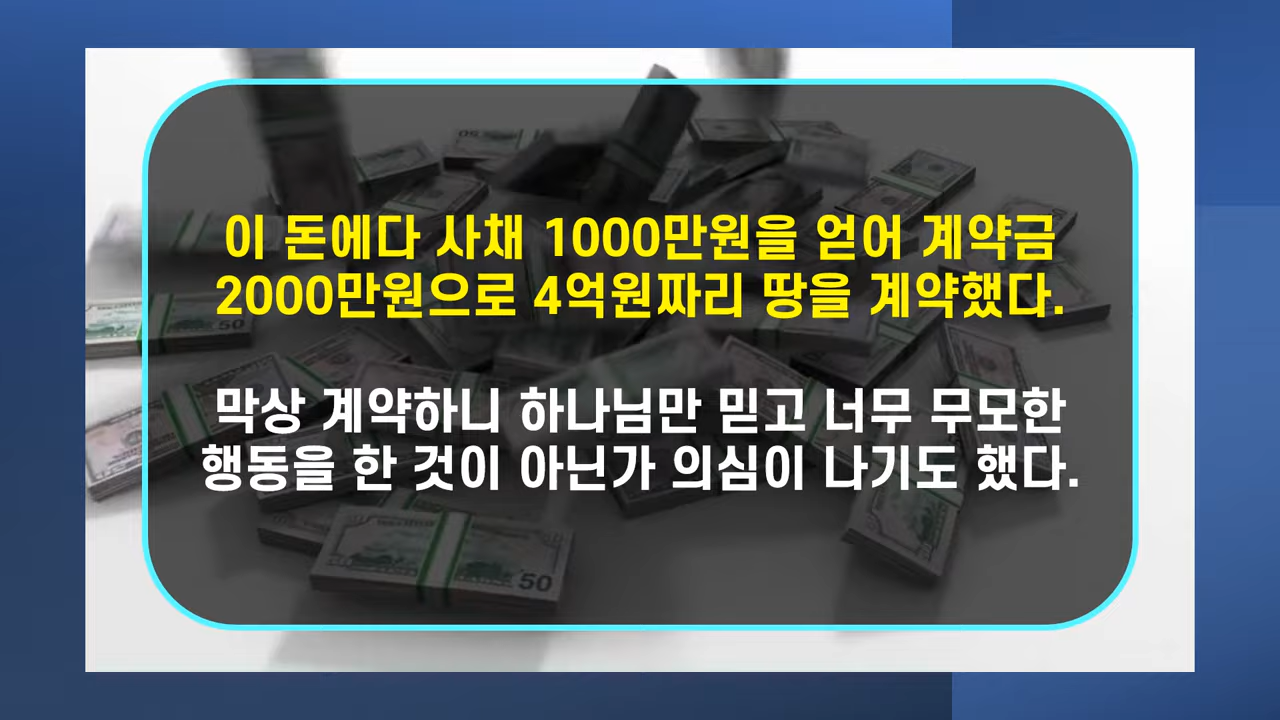 이 돈에다 사채 1000만원을 얻어 계약금
2000만원으로 4억원짜리 땅을 계약했다.
막상 계약하니 하나님만 믿고 너무 무모한
행동을 한 것이 아닌가 의심이 나기도 했다.
50
50